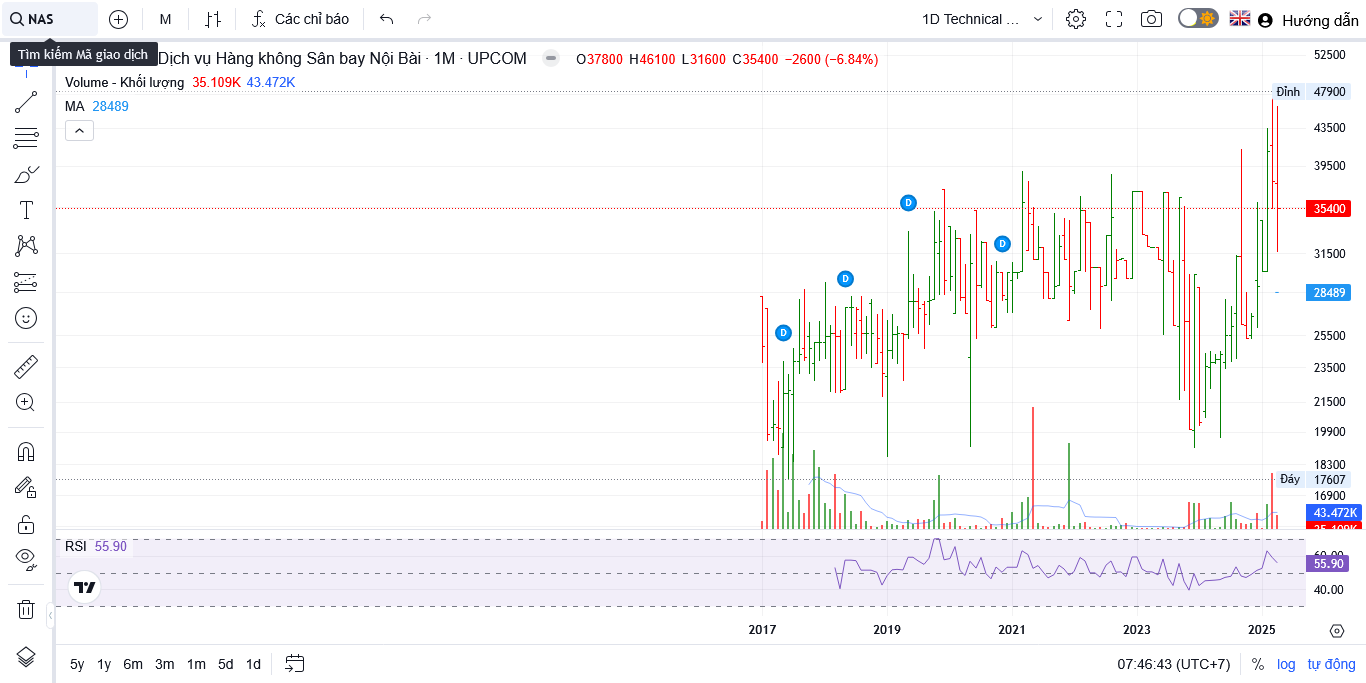 NAS M Các chỉ báo 1D Technical ... Hướng dẫn
Tìm kiếm Mã giao dịch
Dịch vụ Hàng không Sân bay Nội Bài · 1M · UPCOM O37800 H46100 L31600 C35400 −2600 (−6.84%)
Volume - Khối lượng 35.109K 43.472K
MA 28489
52500
Đỉnh 47900
43500
39500
35400
31500
28489
25500
23500
21500
19900
18300
Đáy 17607
16900
43.472K
35.109K
D
D
D
D
RSI 55.90
60.00
55.90
40.00
2017 2019 2021 2023 2025
5y 1y 6m 3m 1m 5d 1d 07:46:43 (UTC+7) % log tự động